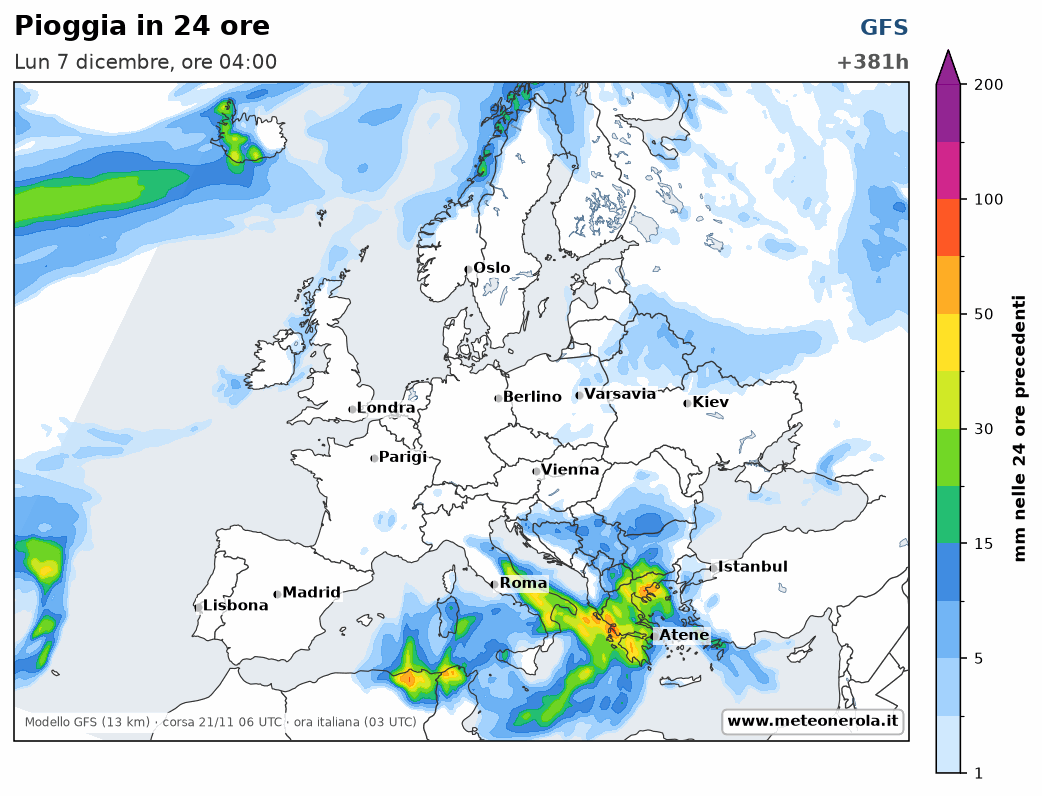 Pioggia in 24 ore
GFS
Lun 7 dicembre, ore 04:00
+381h
200
100
50
30
15
5
1
mm nelle 24 ore precedenti
Oslo
Berlino
Varsavia
Kiev
Londra
Parigi
Vienna
Istanbul
Roma
Madrid
Lisbona
Atene
Modello GFS (13 km) · corsa 21/11 06 UTC · ora italiana (03 UTC)
www.meteonerola.it